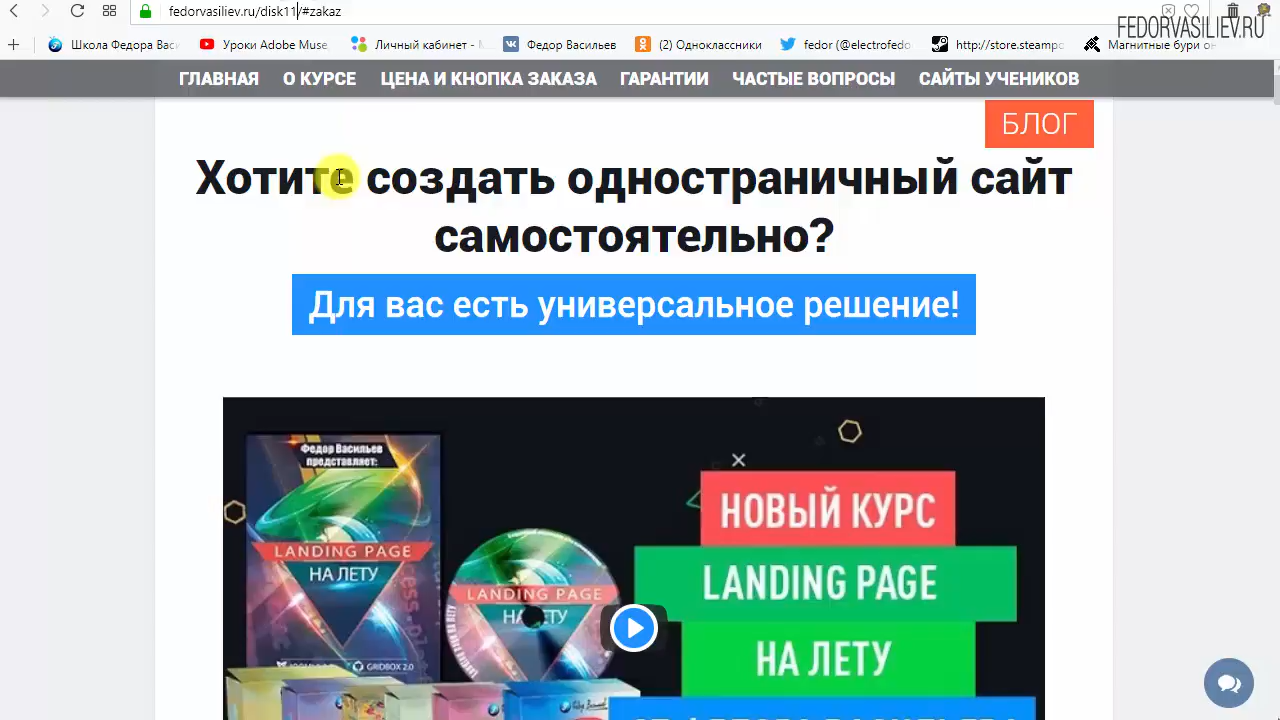 fedorvasiliev.ru/disk11/#zakaz
FEDORVASILIEV.RU
Школа Федора Вас
Уроки Adobe Muse
Личный кабинет -
Федор Васильев
(2) Одноклассники
fedor (@electrofedo
http://store.steampc
Магнитные бури он
ГЛАВНАЯ О КУРСЕ ЦЕНА И КНОПКА ЗАКАЗА ГАРАНТИИ ЧАСТЫЕ ВОПРОСЫ САЙТЫ УЧЕНИКОВ
БЛОГ
Хотите создать одностраничный сайт
самостоятельно?
Для вас есть универсальное решение!
Федор Васильев
представляет:
LANDING PAGE
НА ЛЕТУ
GRIDBOX 2.0
LANDING PAGE
НА ЛЕТУ
НОВЫЙ КУРС
LANDING PAGE
НА ЛЕТУ